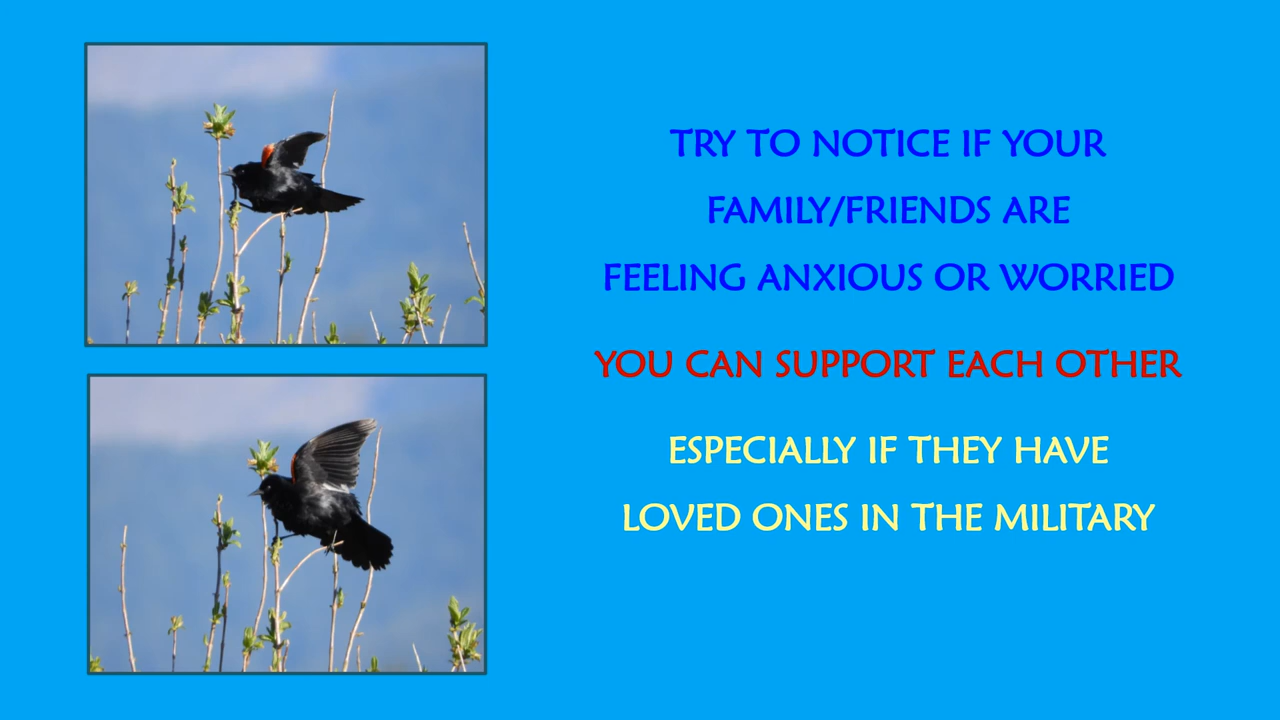 TRY TO NOTICE IF YOUR
FAMILY/FRIENDS ARE
FEELING ANXIOUS OR WORRIED
YOU CAN SUPPORT EACH OTHER
ESPECIALLY IF THEY HAVE
LOVED ONES IN THE MILITARY